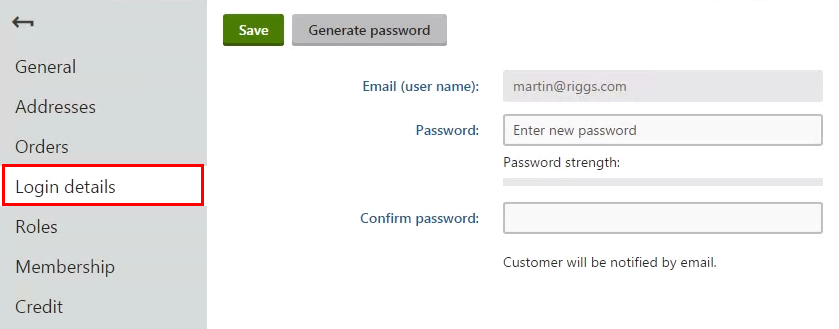 Save
Generate password
General
Addresses
Orders
Login details
Roles
Membership
Credit
Email (user name):
martin@riggs.com
Password:
Enter new password
Password strength:
Confirm password:
Customer will be notified by email.